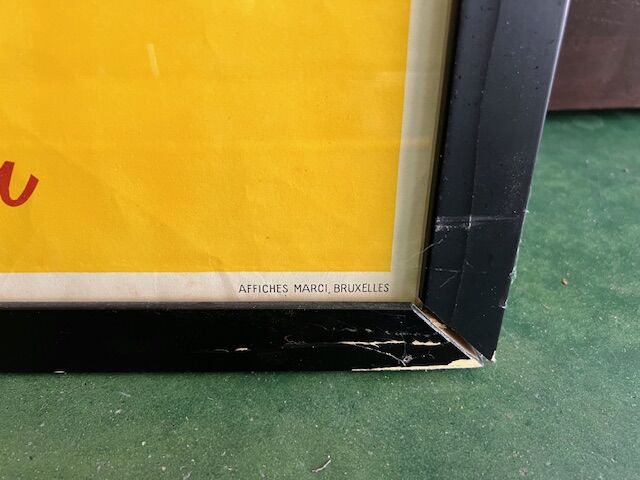 AFFICHES MARCI, BRUXELLES